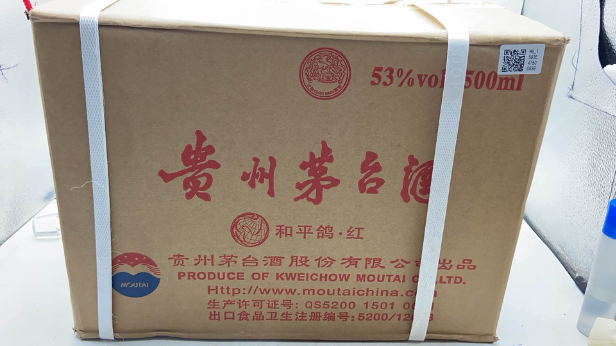 53%vol 500ml
贵州茅台酒
和平鸽·红
贵州茅台酒股份有限公司出品
PRODUCE OF KWEICHOW MOUTAI CO.,LTD.
Http://www.moutaichina.com
生产许可证号: QS5200 1501
出口食品卫生注册编号: 5200/12
MOUTAI